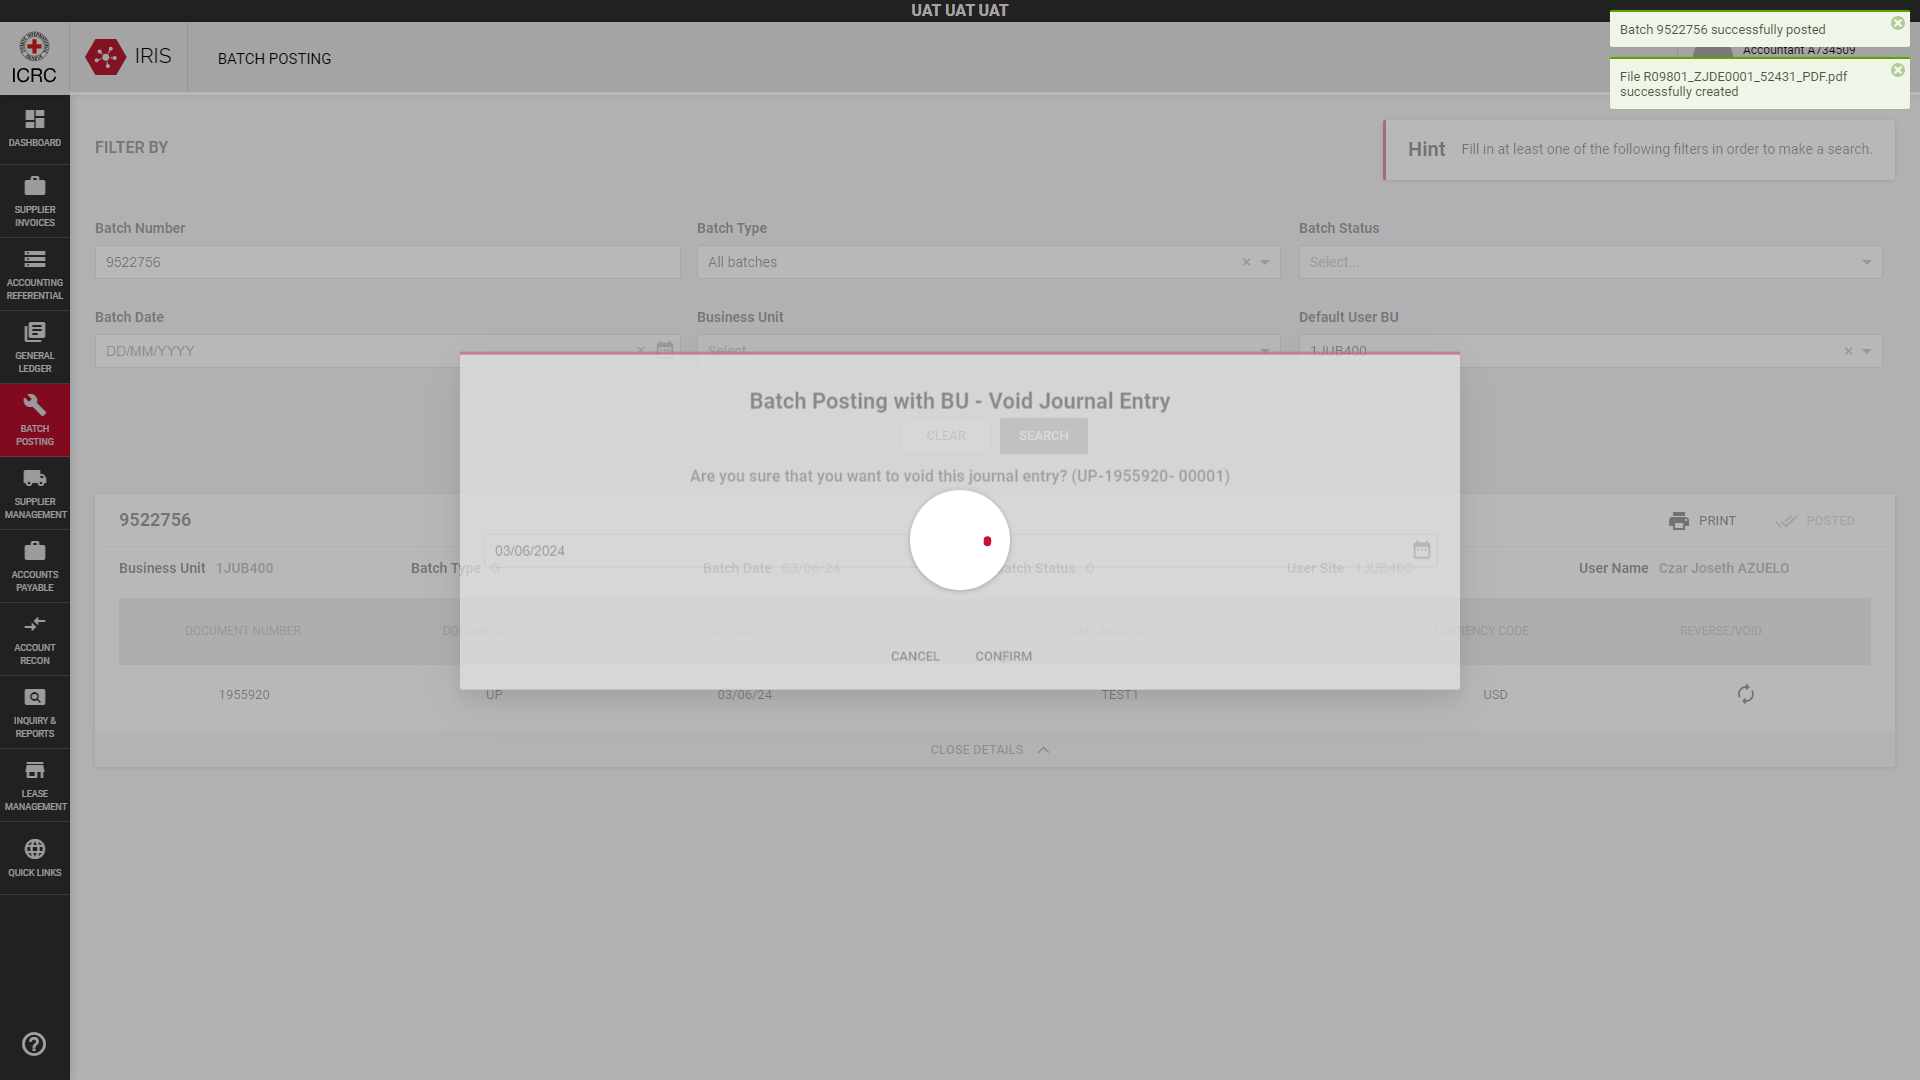 UAT UAT UAT
ICRC
IRIS
BATCH POSTING
Batch 9522756 successfully posted
Accountant A734509
File R09801_ZJDE0001_52431_PDF.pdf
successfully created
DASHBOARD
SUPPLIER
INVOICES
ACCOUNTING
REFERENTIAL
GENERAL
LEDGER
BATCH
POSTING
SUPPLIER
MANAGEMENT
ACCOUNTS
PAYABLE
ACCOUNT
RECON
INQUIRY &
REPORTS
LEASE
MANAGEMENT
QUICK LINKS
FILTER BY
Hint Fill in at least one of the following filters in order to make a search.
Batch Number Batch Type Batch Status
9522756 All batches Select...
Batch Date Business Unit Default User BU
DD/MM/YYYY Select... 1JUB400
Batch Posting with BU - Void Journal Entry
CLEAR SEARCH
Are you sure that you want to void this journal entry? (UP-1955920- 00001)
9522756 PRINT POSTED
03/06/2024
Business Unit 1JUB400 Batch Type G Batch Date 03/06/24 Batch Status D User Site 1JUB400 User Name Czar Joseth AZUELO
DOCUMENT NUMBER DOCUMENT TYPE G/L DATE EXPLANATION CURRENCY CODE REVERSE/VOID
CANCEL CONFIRM
1955920 UP 03/06/24 TEST1 USD
CLOSE DETAILS